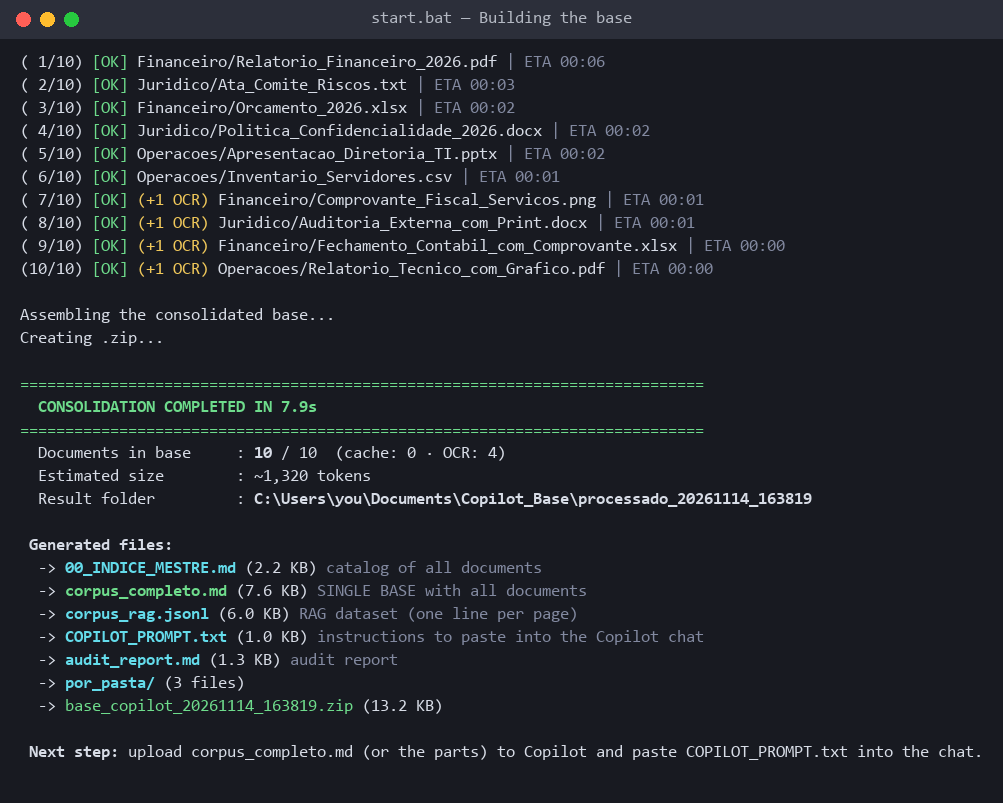 start.bat — Building the base
( 1/10) [OK] Financeiro/Relatorio_Financeiro_2026.pdf | ETA 00:06
( 2/10) [OK] Juridico/Ata_Comite_Riscos.txt | ETA 00:03
( 3/10) [OK] Financeiro/Orcamento_2026.xlsx | ETA 00:02
( 4/10) [OK] Juridico/Politica_Confidencialidade_2026.docx | ETA 00:02
( 5/10) [OK] Operacoes/Apresentacao_Diretoria_TI.pptx | ETA 00:02
( 6/10) [OK] Operacoes/Inventario_Servidores.csv | ETA 00:01
( 7/10) [OK] (+1 OCR) Financeiro/Comprovante_Fiscal_Servicos.png | ETA 00:01
( 8/10) [OK] (+1 OCR) Juridico/Auditoria_Externa_com_Print.docx | ETA 00:01
( 9/10) [OK] (+1 OCR) Financeiro/Fechamento_Contabil_com_Comprovante.xlsx | ETA 00:00
(10/10) [OK] (+1 OCR) Operacoes/Relatorio_Tecnico_com_Grafico.pdf | ETA 00:00
Assembling the consolidated base...
Creating .zip...
============================================================================
CONSOLIDATION COMPLETED IN 7.9s
============================================================================
Documents in base : 10 / 10 (cache: 0 · OCR: 4)
Estimated size : ~1,320 tokens
Result folder : C:\Users\you\Documents\Copilot_Base\processado_20261114_163819
Generated files:
-> 00_INDICE_MESTRE.md (2.2 KB) catalog of all documents
-> corpus_completo.md (7.6 KB) SINGLE BASE with all documents
-> corpus_rag.jsonl (6.0 KB) RAG dataset (one line per page)
-> COPILOT_PROMPT.txt (1.0 KB) instructions to paste into the Copilot chat
-> audit_report.md (1.3 KB) audit report
-> por_pasta/ (3 files)
-> base_copilot_20261114_163819.zip (13.2 KB)
Next step: upload corpus_completo.md (or the parts) to Copilot and paste COPILOT_PROMPT.txt into the chat.